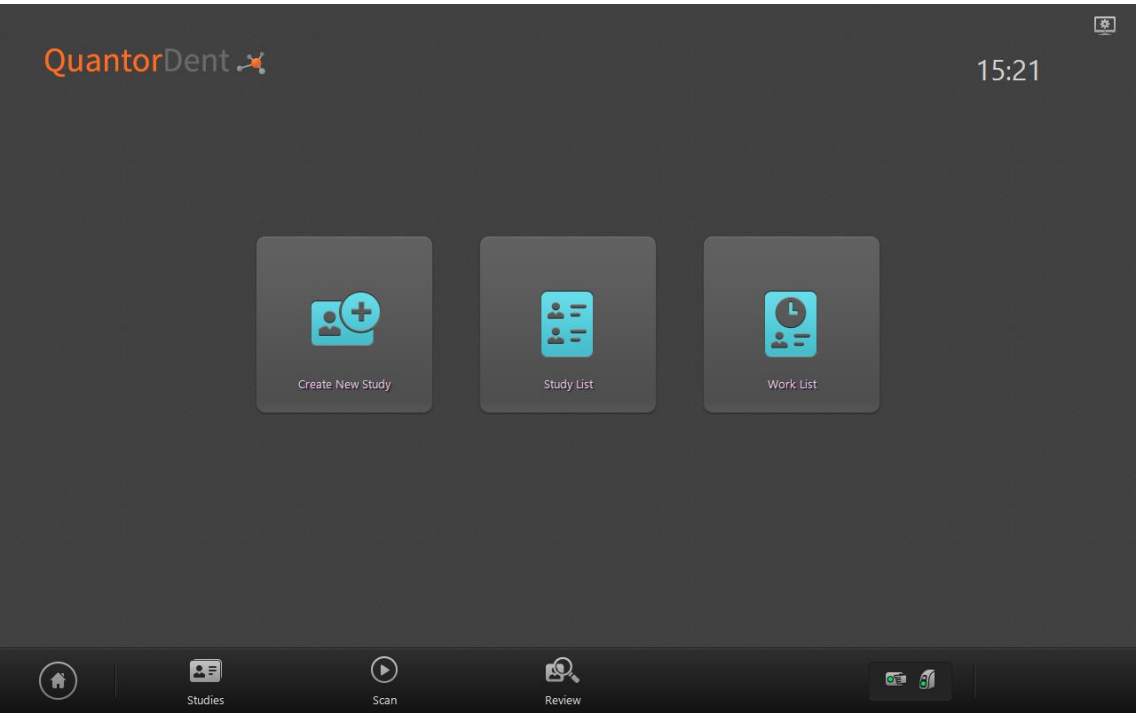 QuantorDent
15:21
Create New Study
Study List
Work List
Studies
Scan
Review